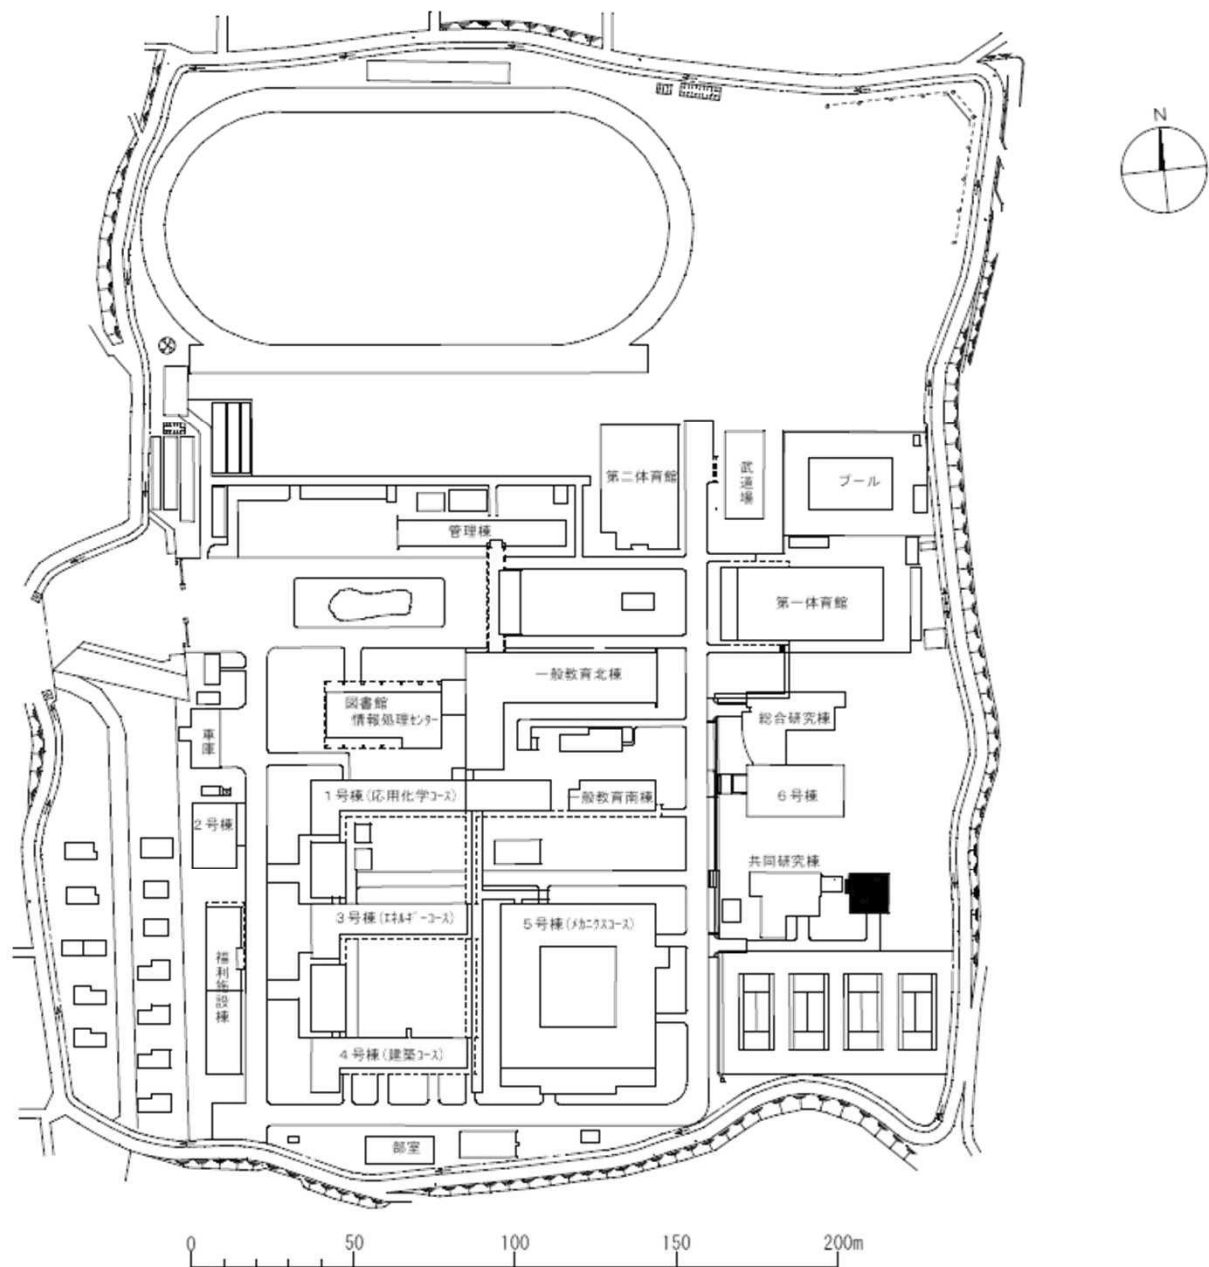 N
第二体育館
武道場
プール
管理棟
第一体育館
一般教育北棟
図書館
情報処理センター
総合研究棟
車庫
1号棟(応用化学コース)
一般教育南棟
6号棟
2号棟
共同研究棟
3号棟(エネルギーコース)
5号棟(メカニクスコース)
福利施設棟
4号棟(建築コース)
部室
0 50 100 150 200m